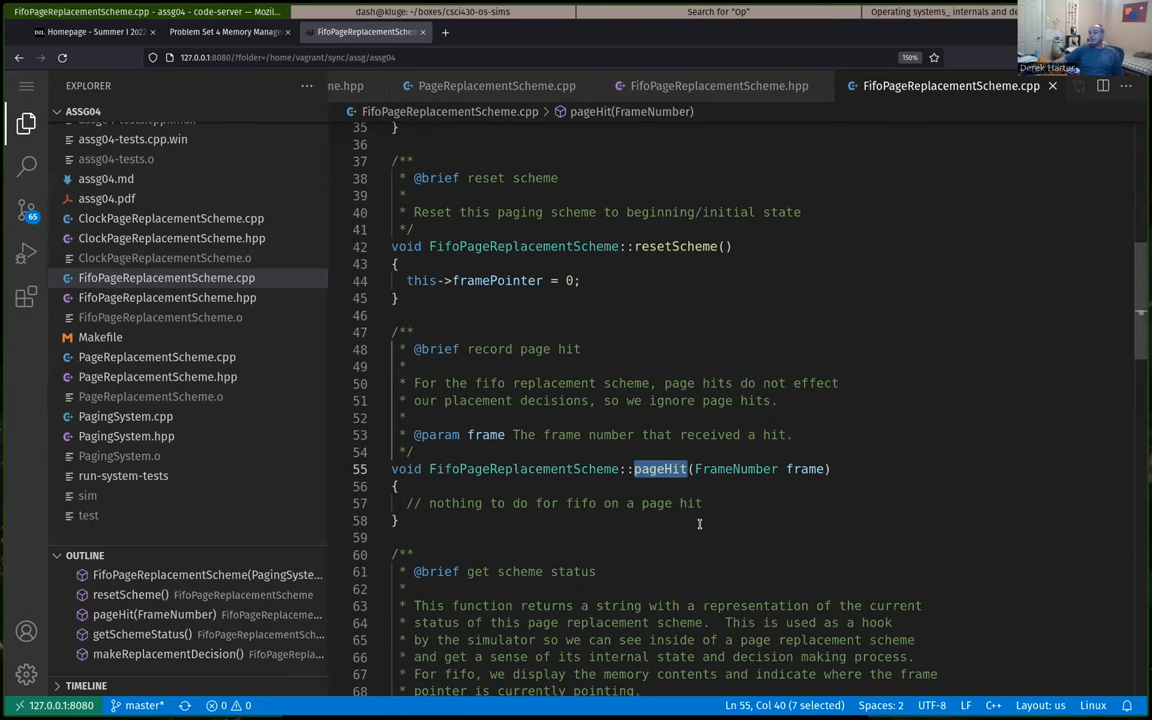 FifoPageReplacementScheme.cpp - assg04 - code-server — Mozil...
dash@kluge: ~/boxes/csci430-os-sims
Search for "Op"
Operating systems_ internals and de
Homepage - Summer I 202
Problem Set 4 Memory Manage
FifoPageReplacementScheme
127.0.0.1:8080/?folder=/home/vagrant/sync/assg/assg04
150%
Derek Harter
EXPLORER
me.hpp
PageReplacementScheme.cpp
FifoPageReplacementScheme.hpp
FifoPageReplacementScheme.cpp
FifoPageReplacementScheme.cpp > pageHit(FrameNumber)
ASSG04
assg04-tests.cpp.linux
assg04-tests.cpp.win
assg04-tests.o
assg04.md
assg04.pdf
ClockPageReplacementScheme.cpp
ClockPageReplacementScheme.hpp
ClockPageReplacementScheme.o
FifoPageReplacementScheme.cpp
FifoPageReplacementScheme.hpp
FifoPageReplacementScheme.o
Makefile
PageReplacementScheme.cpp
PageReplacementScheme.hpp
PageReplacementScheme.o
PagingSystem.cpp
PagingSystem.hpp
PagingSystem.o
run-system-tests
sim
test
OUTLINE
FifoPageReplacementScheme(PagingSyste...
resetScheme() FifoPageReplacementScheme
pageHit(FrameNumber) FifoPageReplaceme...
getSchemeStatus() FifoPageReplacementSch...
makeReplacementDecision() FifoPageRepla...
TIMELINE
35 }
36
37 /**
38 * @brief reset scheme
39 *
40 * Reset this paging scheme to beginning/initial state
41 */
42 void FifoPageReplacementScheme::resetScheme()
43 {
44 this->framePointer = 0;
45 }
46
47 /**
48 * @brief record page hit
49 *
50 * For the fifo replacement scheme, page hits do not effect
51 * our placement decisions, so we ignore page hits.
52 *
53 * @param frame The frame number that received a hit.
54 */
55 void FifoPageReplacementScheme::pageHit(FrameNumber frame)
56 {
57 // nothing to do for fifo on a page hit
58 }
59
60 /**
61 * @brief get scheme status
62 *
63 * This function returns a string with a representation of the current
64 * status of this page replacement scheme. This is used as a hook
65 * by the simulator so we can see inside of a page replacement scheme
66 * and get a sense of its internal state and decision making process.
67 * For fifo, we display the memory contents and indicate where the frame
68 * pointer is currently pointing.
65
127.0.0.1:8080
master*
0 0
Ln 55, Col 40 (7 selected)
Spaces: 2
UTF-8
LF
C++
Layout: us
Linux